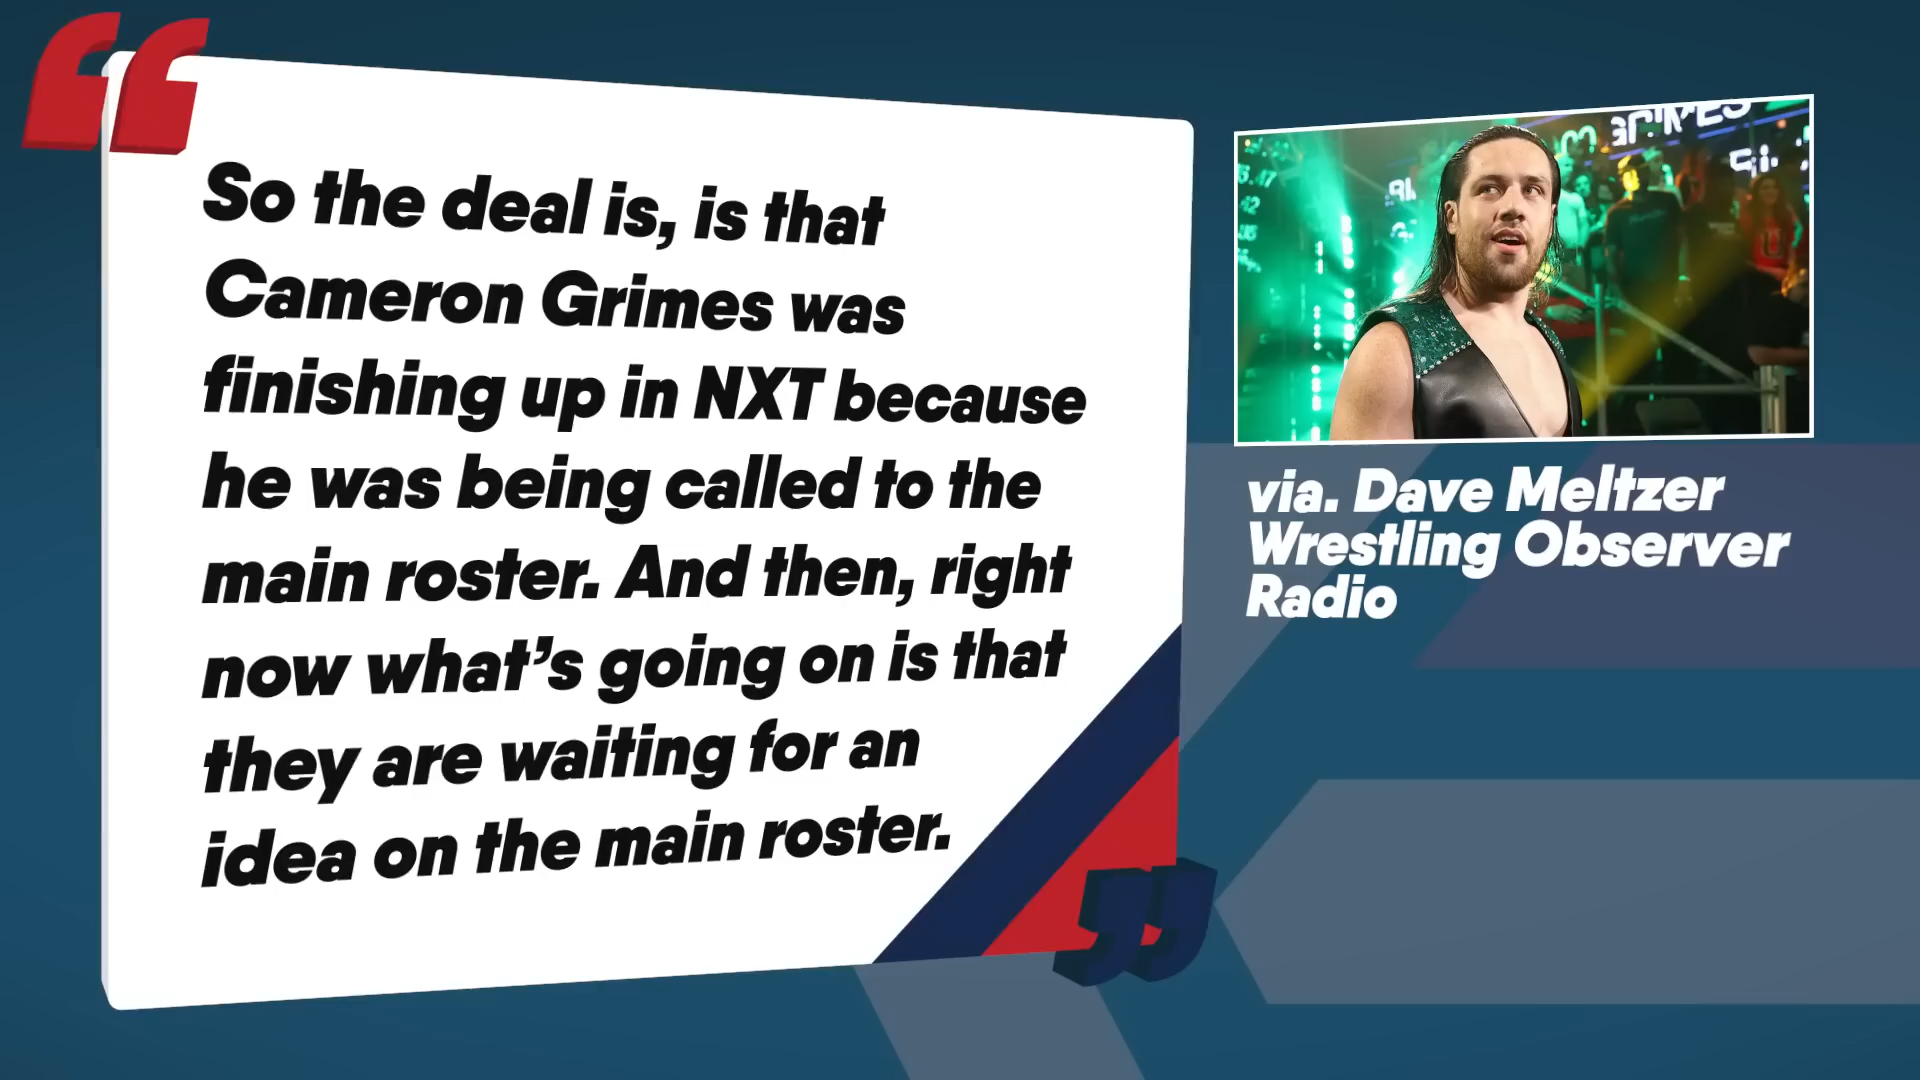 So the deal is, is that
Cameron Grimes was
finishing up in NXT because
he was being called to the
main roster. And then, right
now what's going on is that
they are waiting for an
idea on the main roster.
GRIMES
via. Dave Meltzer
Wrestling Observer
Radio